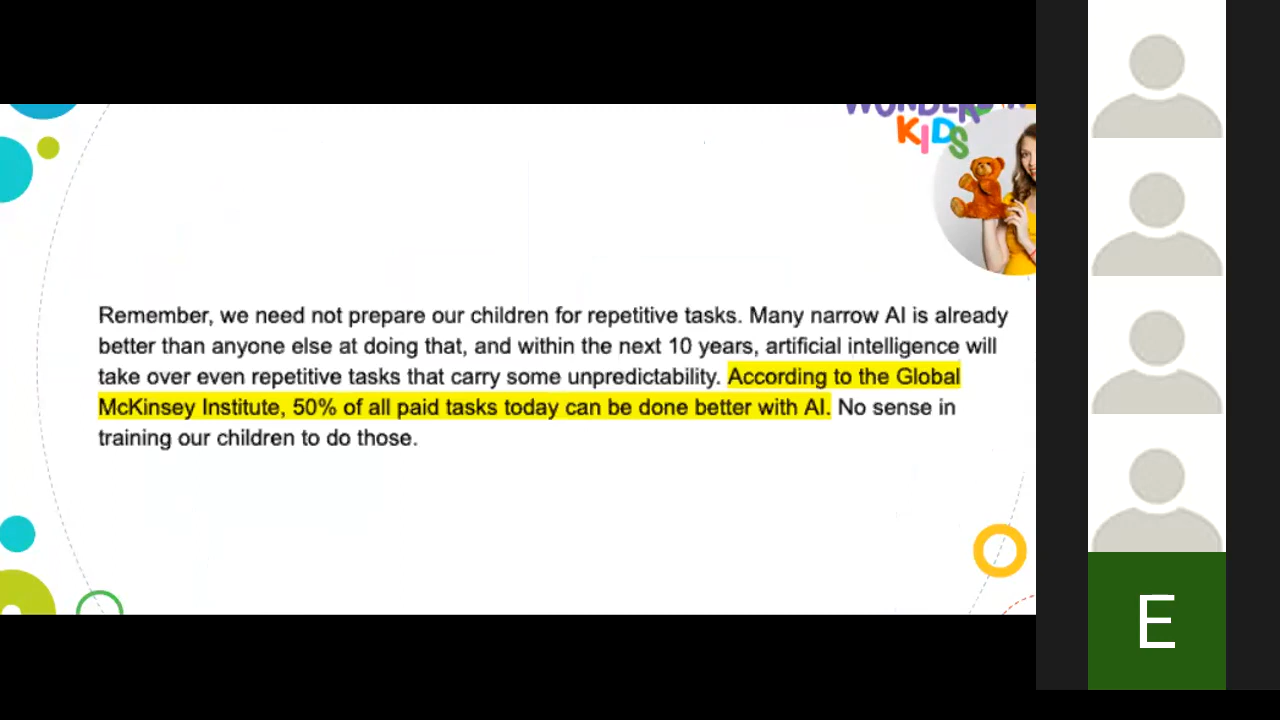 KIDS
Remember, we need not prepare our children for repetitive tasks. Many narrow AI is already
better than anyone else at doing that, and within the next 10 years, artificial intelligence will
take over even repetitive tasks that carry some unpredictability. According to the Global
McKinsey Institute, 50% of all paid tasks today can be done better with AI. No sense in
training our children to do those.
E